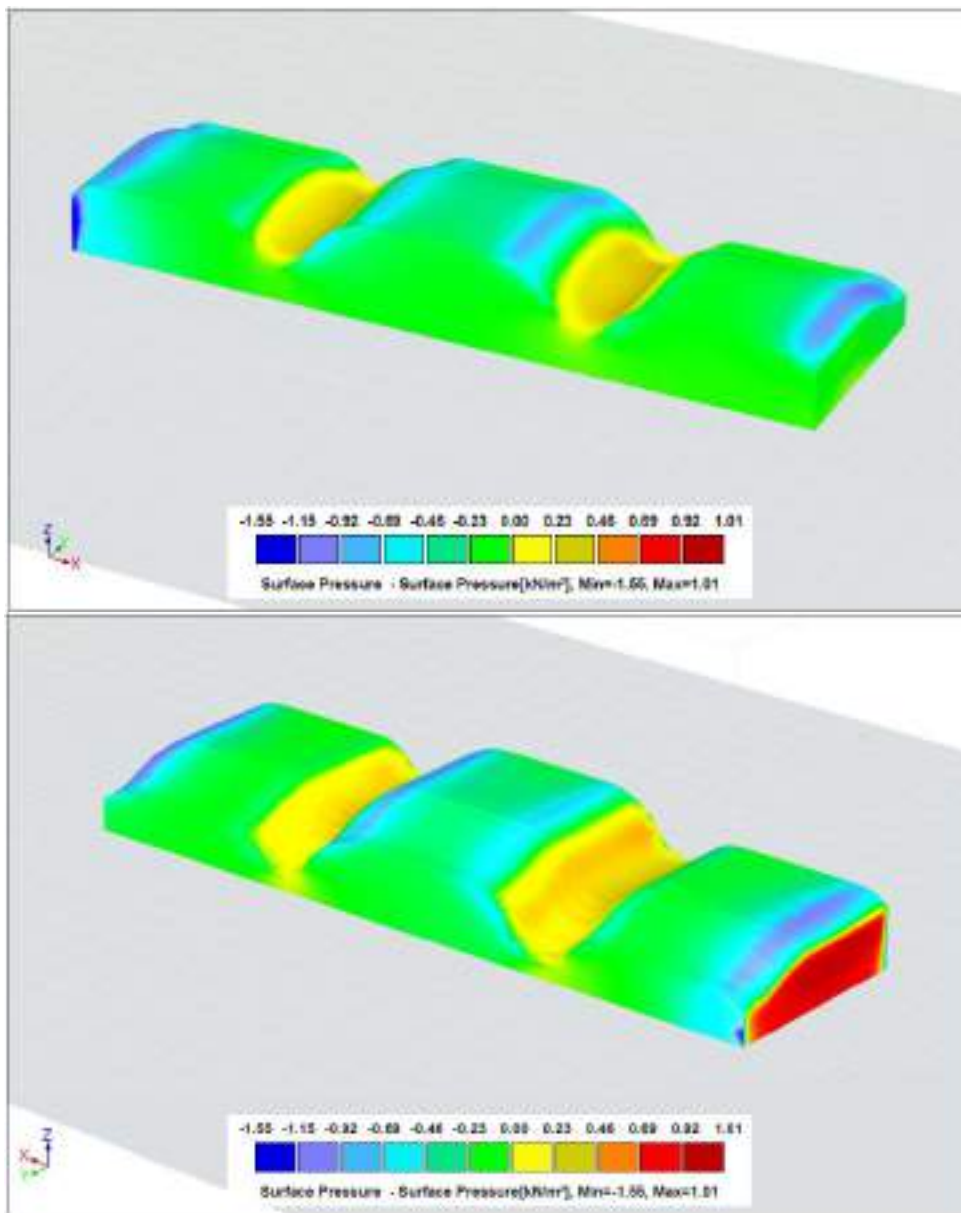 -1.55 -1.15 -0.92 -0.69 -0.46 -0.23 0.00 0.23 0.46 0.69 0.92 1.01
Surface Pressure - Surface Pressure[kN/m²], Min=-1.55, Max=1.01
Z
Y
X
-1.55 -1.15 -0.92 -0.69 -0.46 -0.23 0.00 0.23 0.46 0.69 0.92 1.01
Surface Pressure - Surface Pressure[kN/m²], Min=-1.55, Max=1.01
Z
X
Y